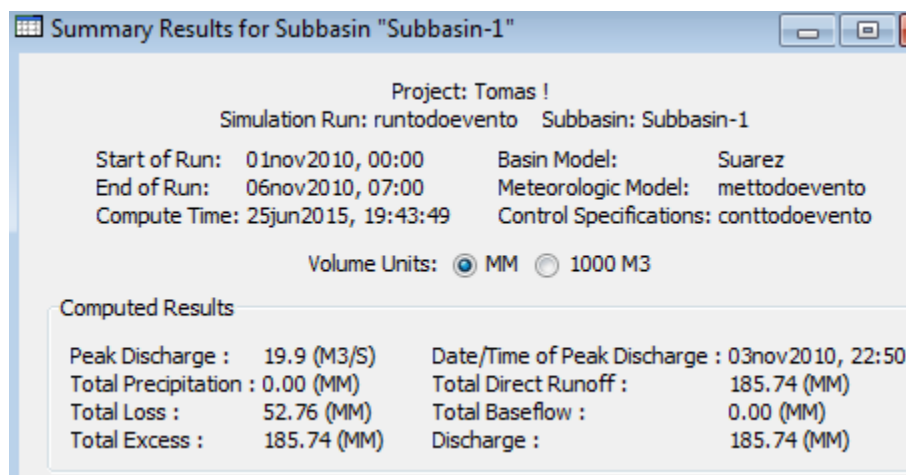 Summary Results for Subbasin "Subbasin-1"
Project: Tomas !
Simulation Run: runtodoevento Subbasin: Subbasin-1
Start of Run: 01nov2010, 00:00 Basin Model: Suarez
End of Run: 06nov2010, 07:00 Meteorologic Model: mettodoevento
Compute Time: 25jun2015, 19:43:49 Control Specifications: conttodoevento
Volume Units: MM 1000 M3
Computed Results
Peak Discharge : 19.9 (M3/S) Date/Time of Peak Discharge : 03nov2010, 22:50
Total Precipitation : 0.00 (MM) Total Direct Runoff : 185.74 (MM)
Total Loss : 52.76 (MM) Total Baseflow : 0.00 (MM)
Total Excess : 185.74 (MM) Discharge : 185.74 (MM)